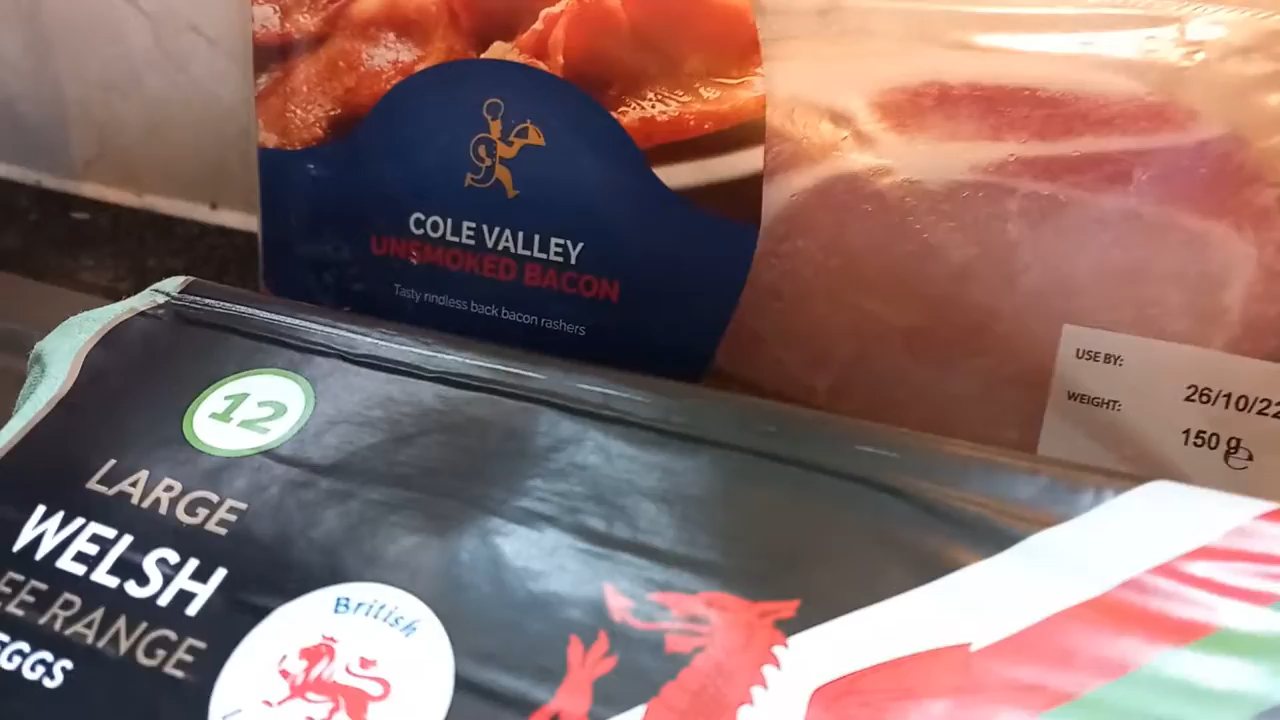 COLE VALLEY
UNSMOKED BACON
Tasty rindless back bacon rashers
USE BY:
26/10/22
WEIGHT:
150 g e
12
LARGE
WELSH
EE RANGE
EGGS
British